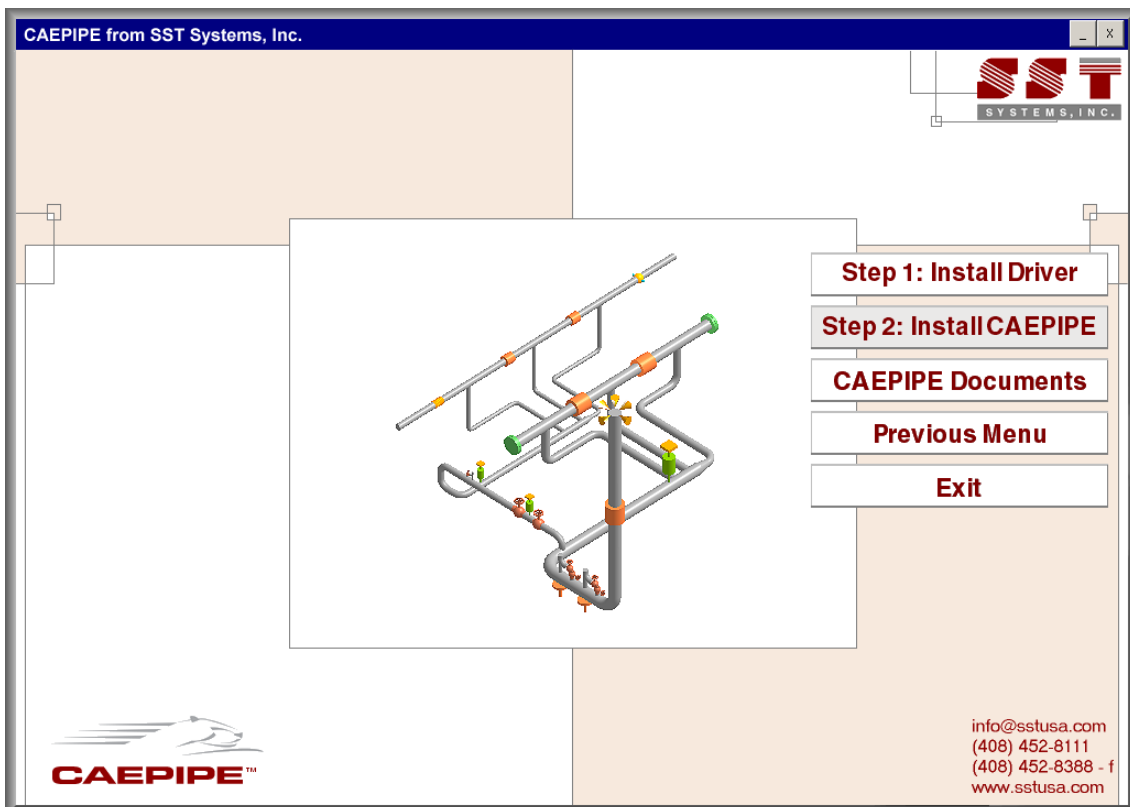 CAEPIPE from SST Systems, Inc.
_ X
SST
SYSTEMS, INC.
Step 1: Install Driver
Step 2: Install CAEPIPE
CAEPIPE Documents
Previous Menu
Exit
CAEPIPE™
info@sstusa.com
(408) 452-8111
(408) 452-8388 - f
www.sstusa.com